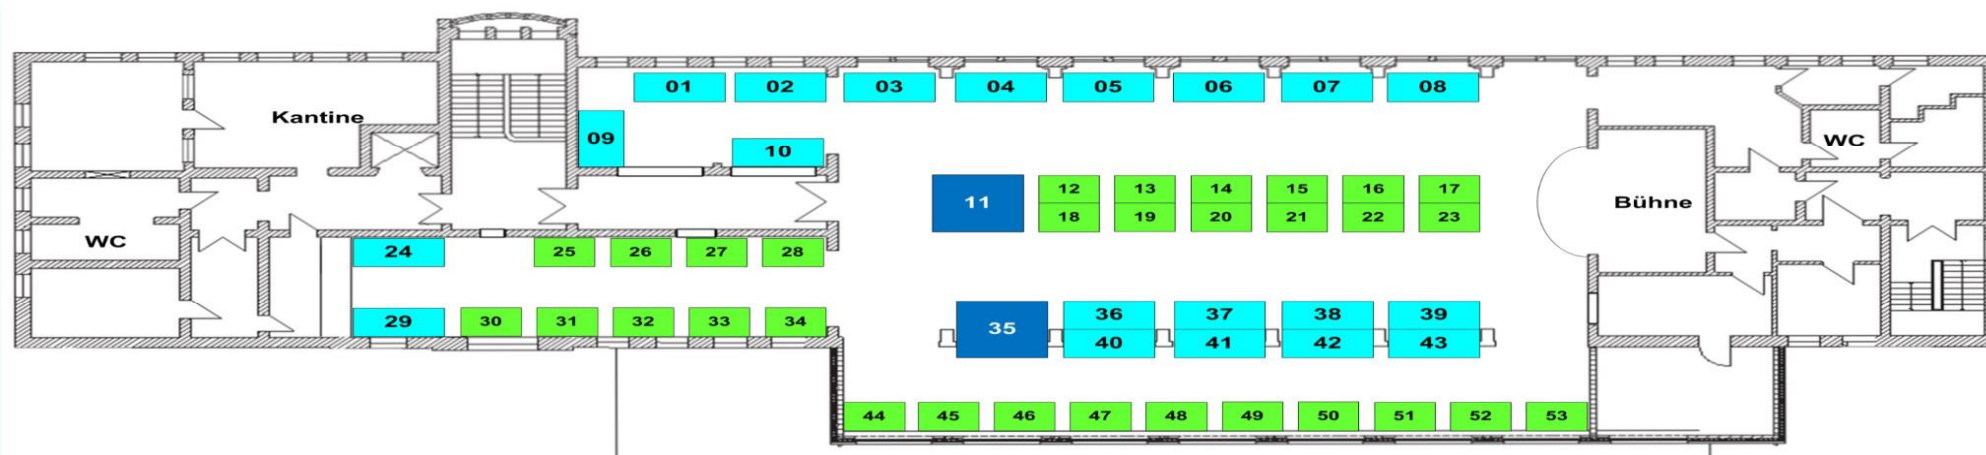 01 02 03 04 05 06 07 08
Kantine
09
10
WC
11 12 13 14 15 16 17
Bühne
18 19 20 21 22 23
WC
24 25 26 27 28
29 30 31 32 33 34
35
36 37 38 39
40 41 42 43
44 45 46 47 48 49 50 51 52 53